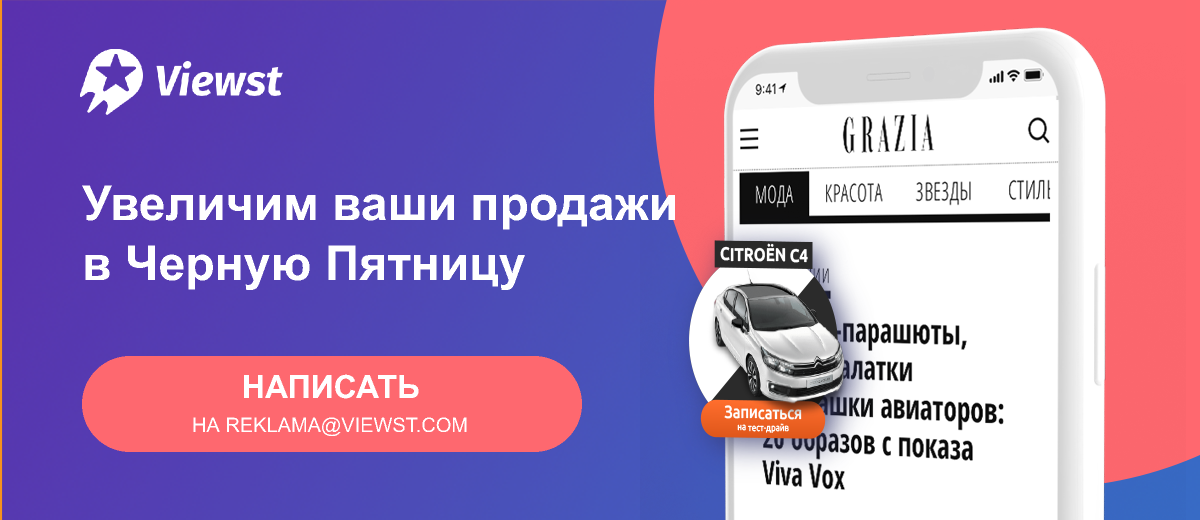 Viewst
Увеличим ваши продажи
в Черную Пятницу
НАПИСАТЬ
НА REKLAMA@VIEWST.COM
9:41
GRAZIA
МОДА КРАСОТА ЗВЕЗДЫ СТИЛЬ
CITROËN C4
-парашюты,
алатки
ашки авиаторов:
20 образов с показа
Viva Vox
Записаться
на тест-драйв